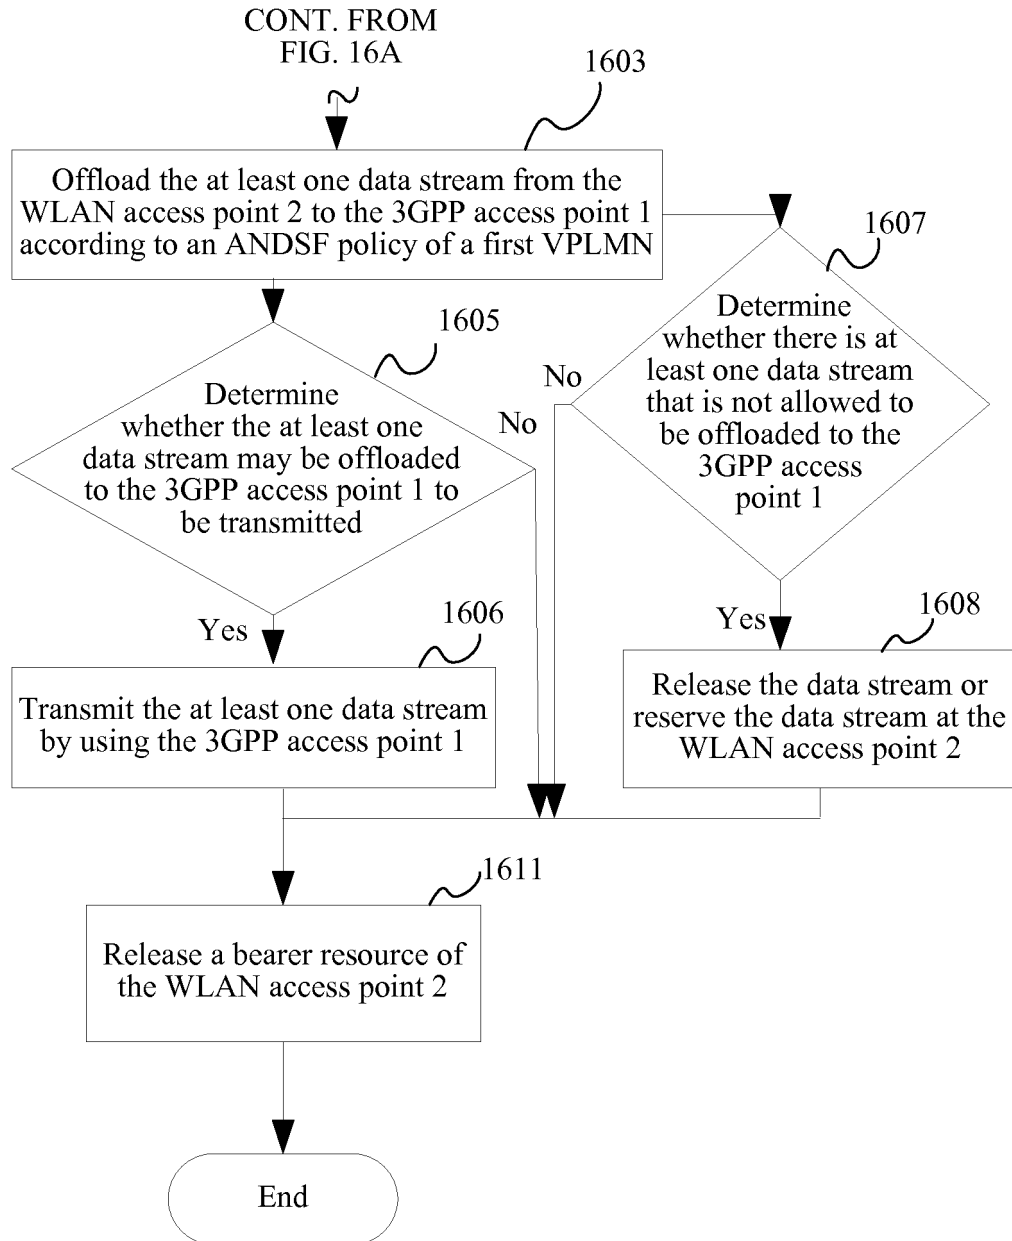 CONT. FROM
FIG. 16A
1603
Offload the at least one data stream from the
WLAN access point 2 to the 3GPP access point 1
according to an ANDSF policy of a first VPLMN
1607
Determine
whether there is at
least one data stream
that is not allowed to
be offloaded to the
3GPP access
point 1
No
1605
Determine
whether the at least one
data stream may be offloaded
to the 3GPP access point 1 to
be transmitted
No
Yes
1606
Transmit the at least one data stream
by using the 3GPP access point 1
Yes
1608
Release the data stream or
reserve the data stream at the
WLAN access point 2
1611
Release a bearer resource of
the WLAN access point 2
End